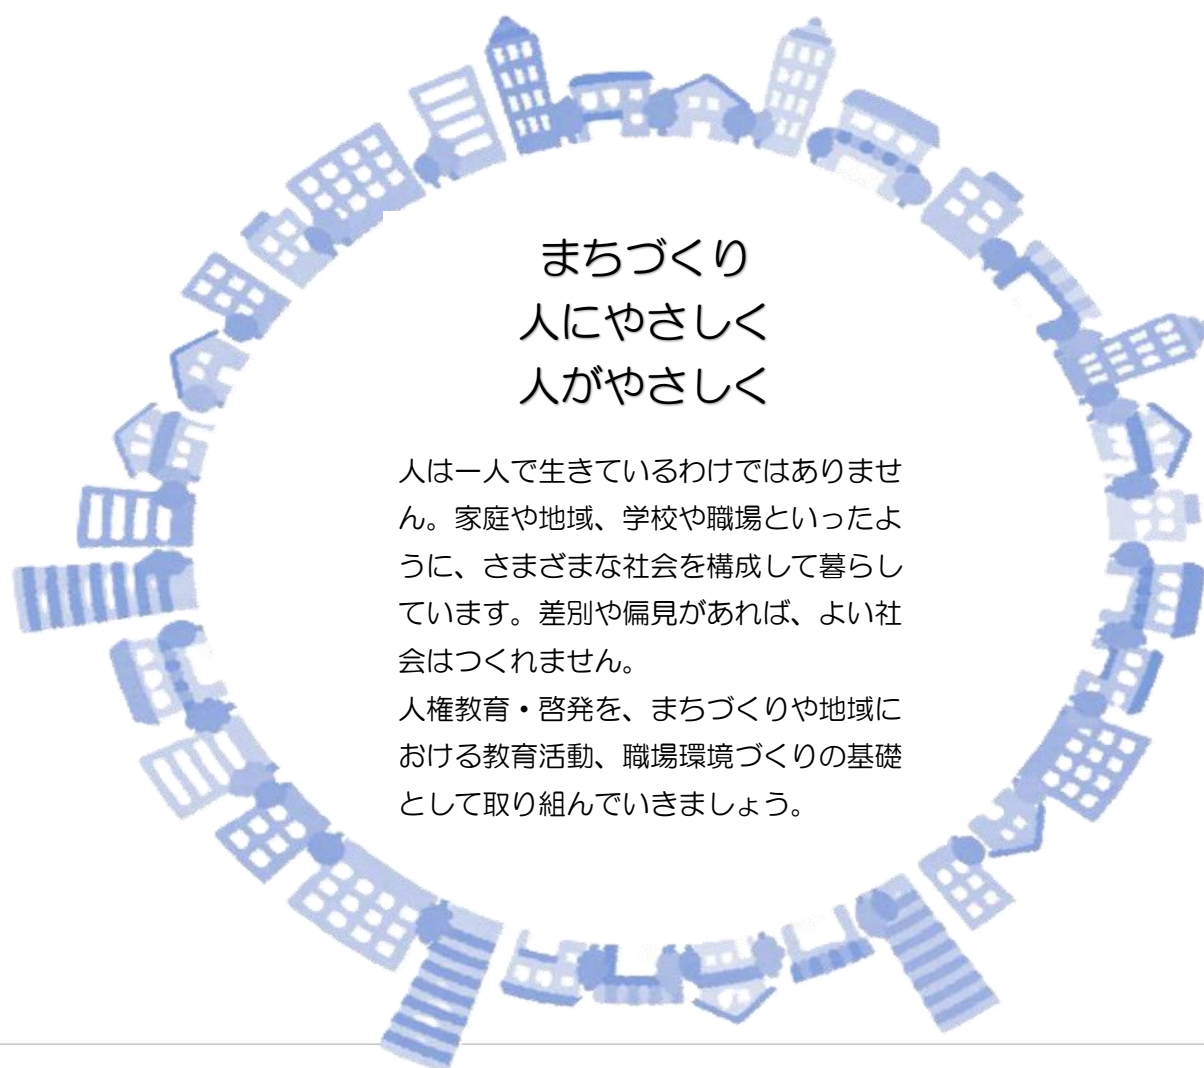 まちづくり
人にやさしく
人がやさしく
人は一人で生きているわけではありませ
ん。家庭や地域、学校や職場といったよ
うに、さまざまな社会を構成して暮らし
ています。差別や偏見があれば、よい社
会はつくれません。
人権教育・啓発を、まちづくりや地域に
おける教育活動、職場環境づくりの基礎
として取り組んでいきましょう。